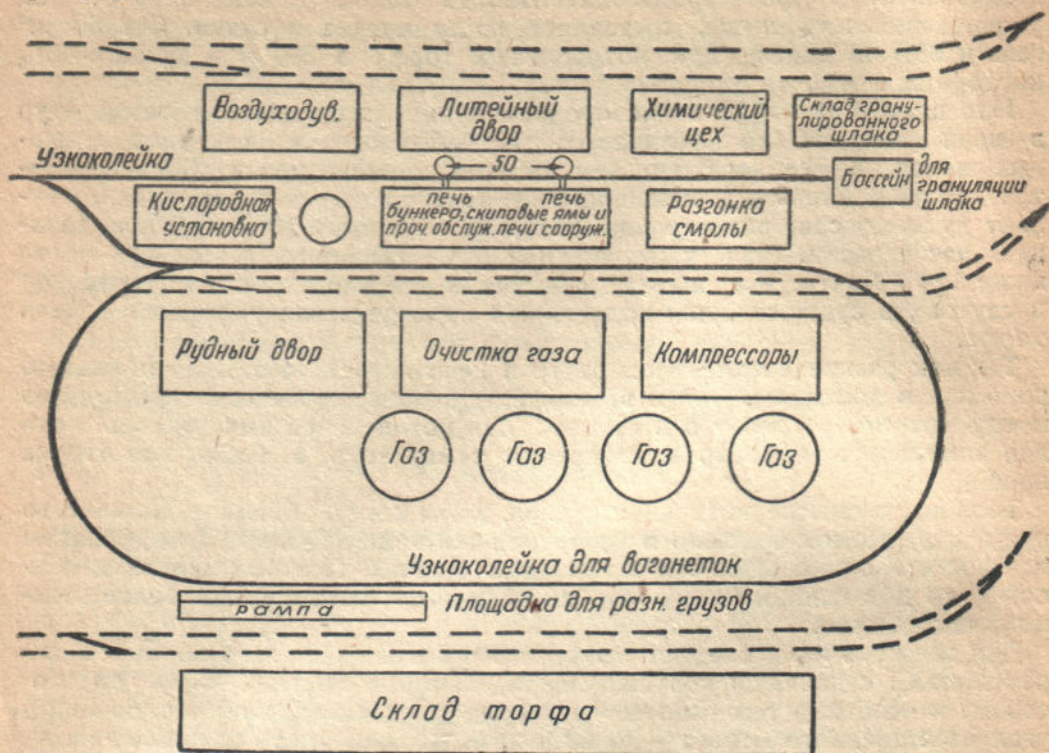 Воздуходув.
Литейный
двор
Химический
цех
Склад грану-
лированного
шлака
Узкоколейка
50
Бассейн
для
грануляции
шлака
Кислородная
установка
печь
печь
бункера, скиповые ямы и
проч. обслуж. печи сооруж.
Разгонка
смолы
Рудный двор
Очистка газа
Компрессоры
Газ
Газ
Газ
Газ
Узкоколейка для вагонеток
рампа
Площадка для разн. грузов
Склад торфа